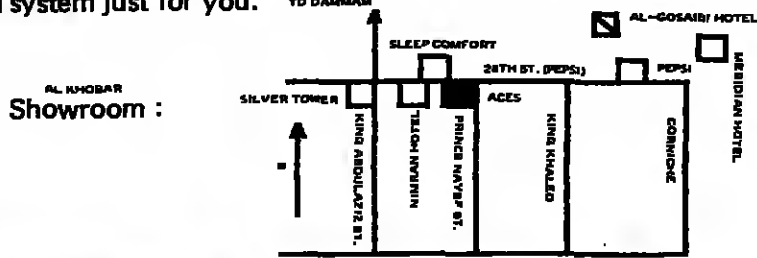 system just for you.
TO DAMMAM
AL-GOSAIBI HOTEL
SLEEP COMFORT
28TH ST. (PEPSI)
PEPSI
MERIDIAN HOTEL
AL KHOBAR
Showroom :
SILVER TOWER
ACES
KING ABDULAZIZ ST.
HOTEL
PRINCE NAYEF ST.
KING KHALED
CORNICHE